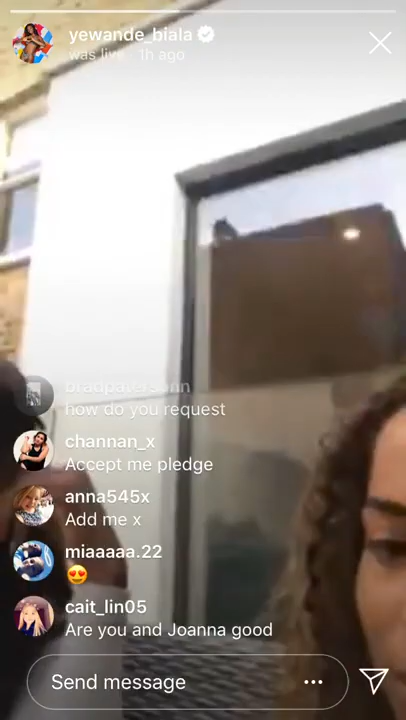 yewande_biala
was live · 1h ago
bradpatersonn
how do you request
channan_x
Accept me pledge
anna545x
Add me x
miaaaaa.22
😍
cait_lin05
Are you and Joanna good
Send message